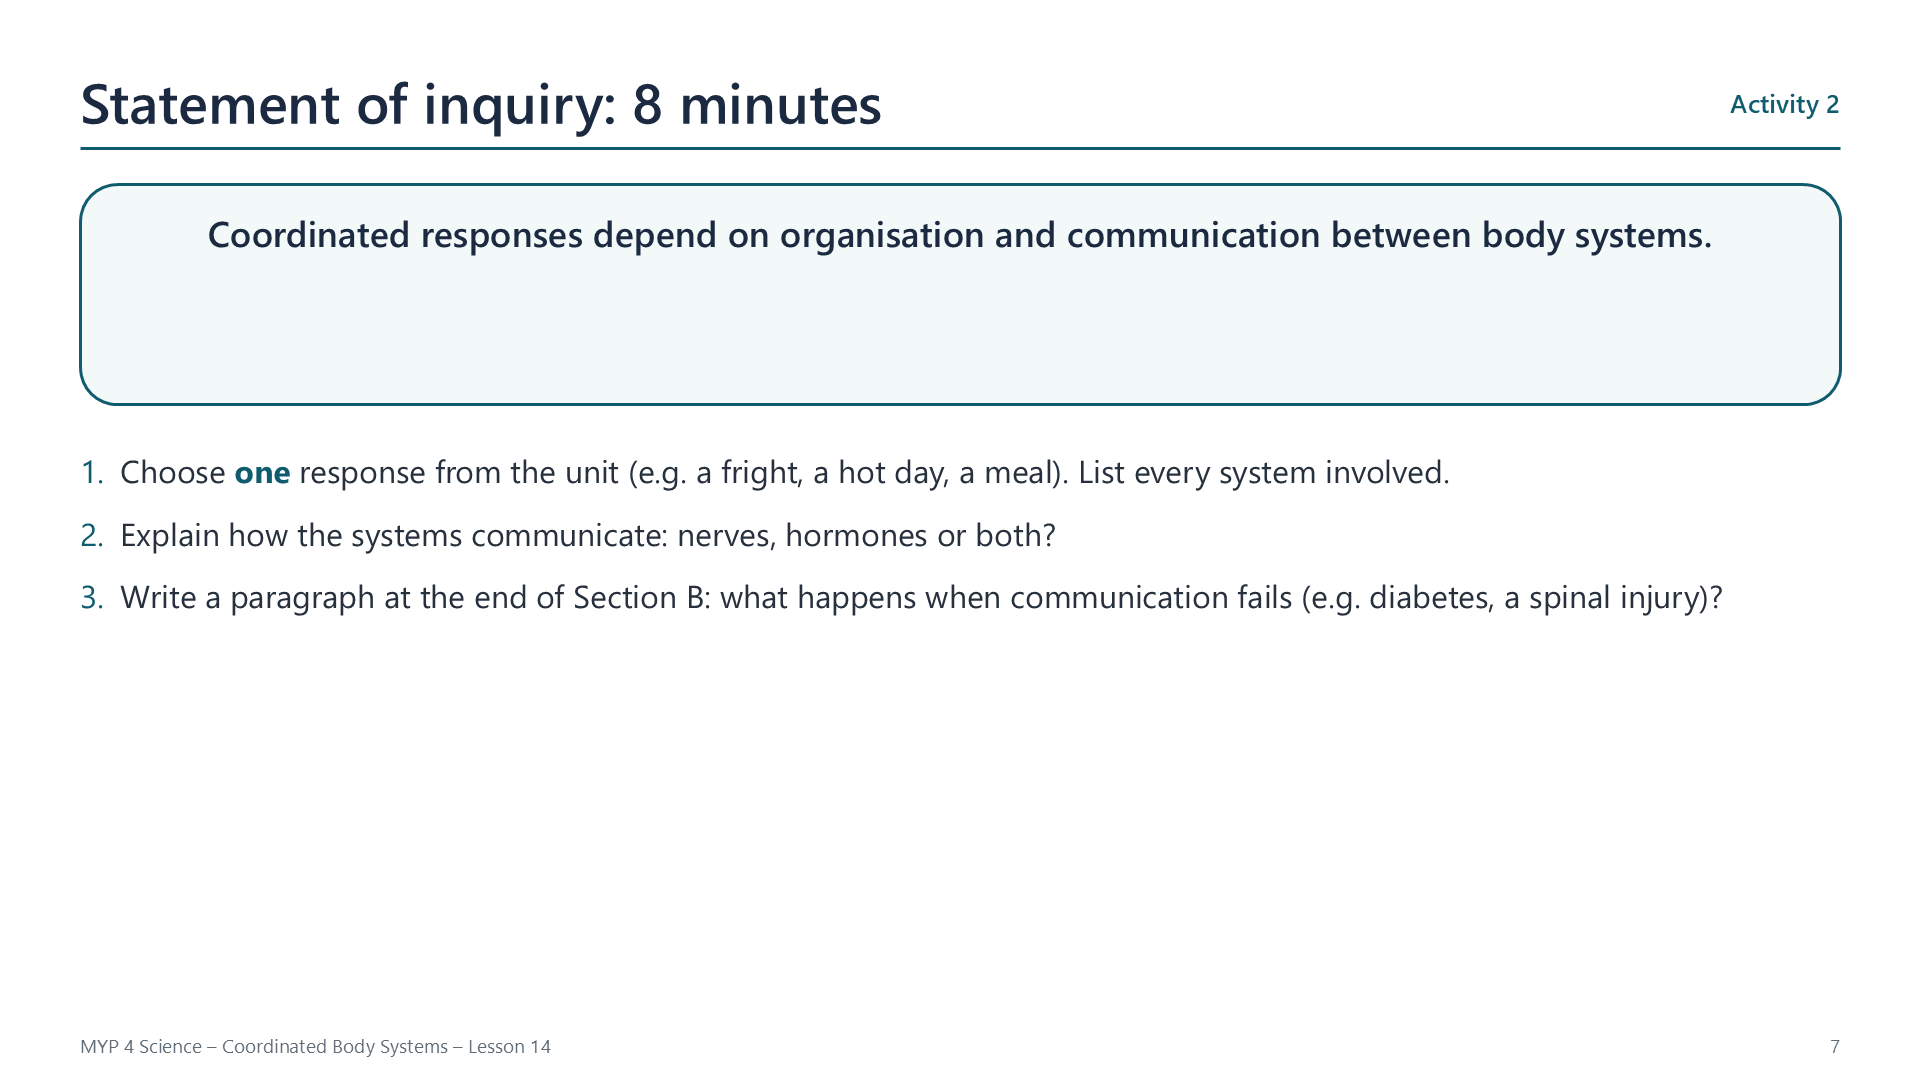 Statement of inquiry: 8 minutes
Activity 2
Coordinated responses depend on organisation and communication between body systems.
1. Choose one response from the unit (e.g. a fright, a hot day, a meal). List every system involved.
2. Explain how the systems communicate: nerves, hormones or both?
3. Write a paragraph at the end of Section B: what happens when communication fails (e.g. diabetes, a spinal injury)?
MYP 4 Science – Coordinated Body Systems – Lesson 14
7